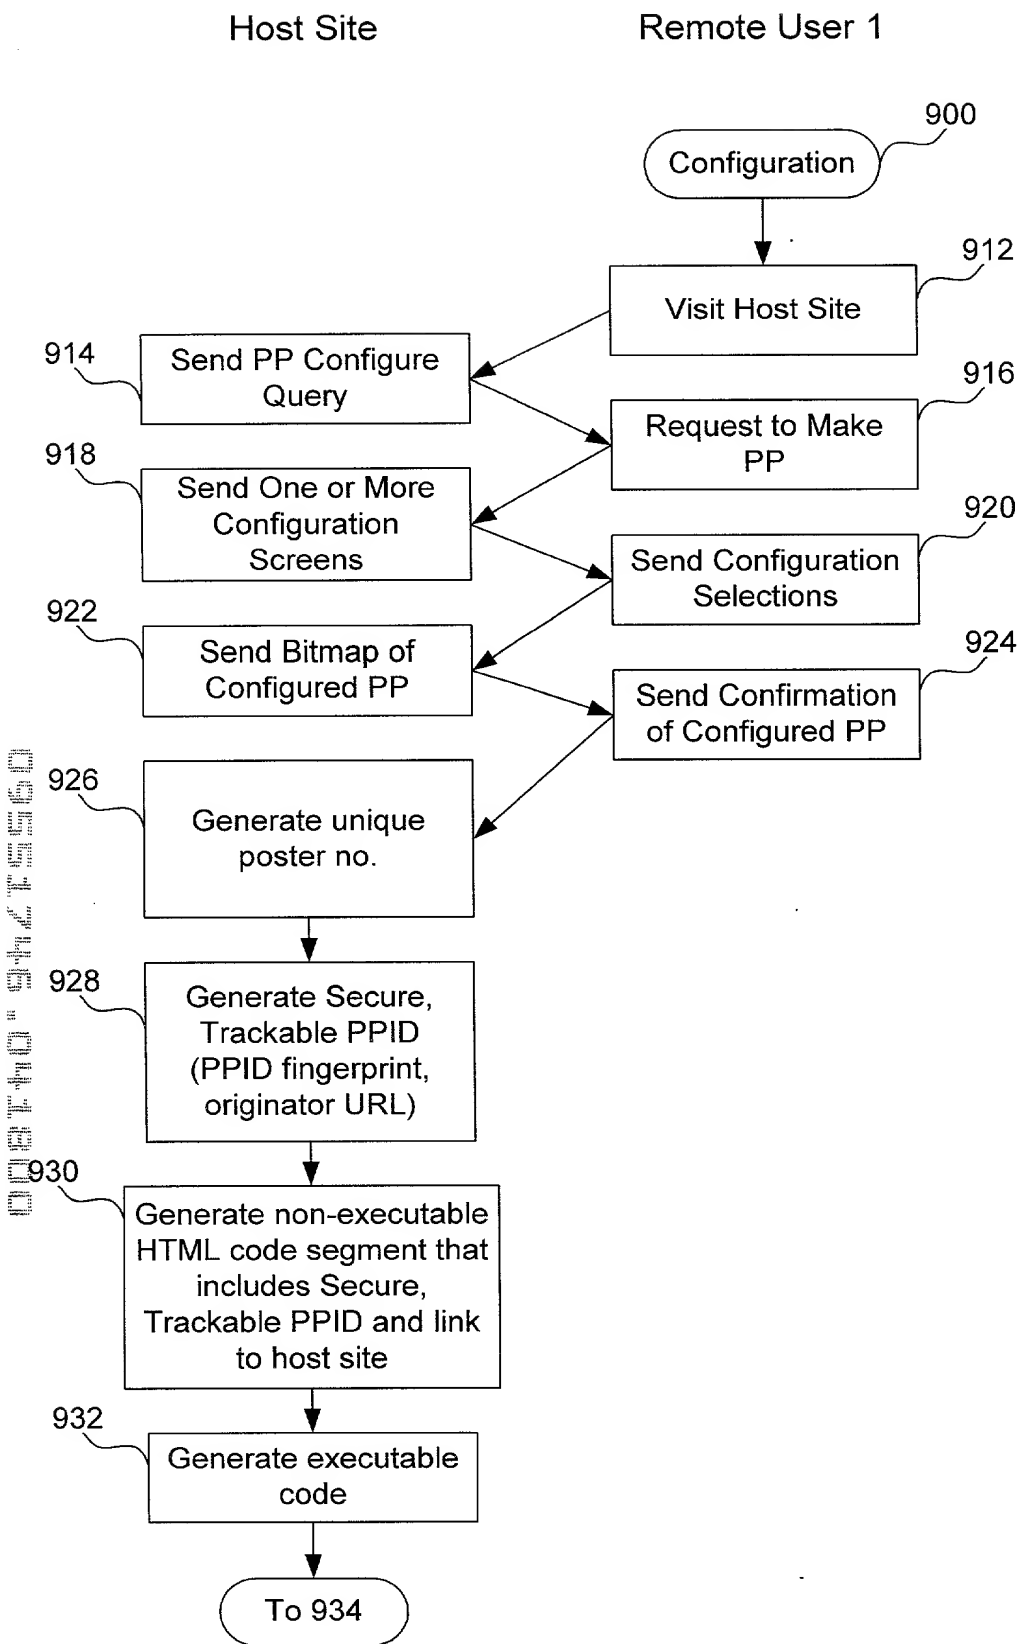 Host Site
Remote User 1
900
Configuration
912
Visit Host Site
914
Send PP Configure
Query
916
Request to Make
PP
918
Send One or More
Configuration
Screens
920
Send Configuration
Selections
922
Send Bitmap of
Configured PP
924
Send Confirmation
of Configured PP
926
Generate unique
poster no.
928
Generate Secure,
Trackable PPID
(PPID fingerprint,
originator URL)
930
Generate non-executable
HTML code segment that
includes Secure,
Trackable PPID and link
to host site
932
Generate executable
code
To 934